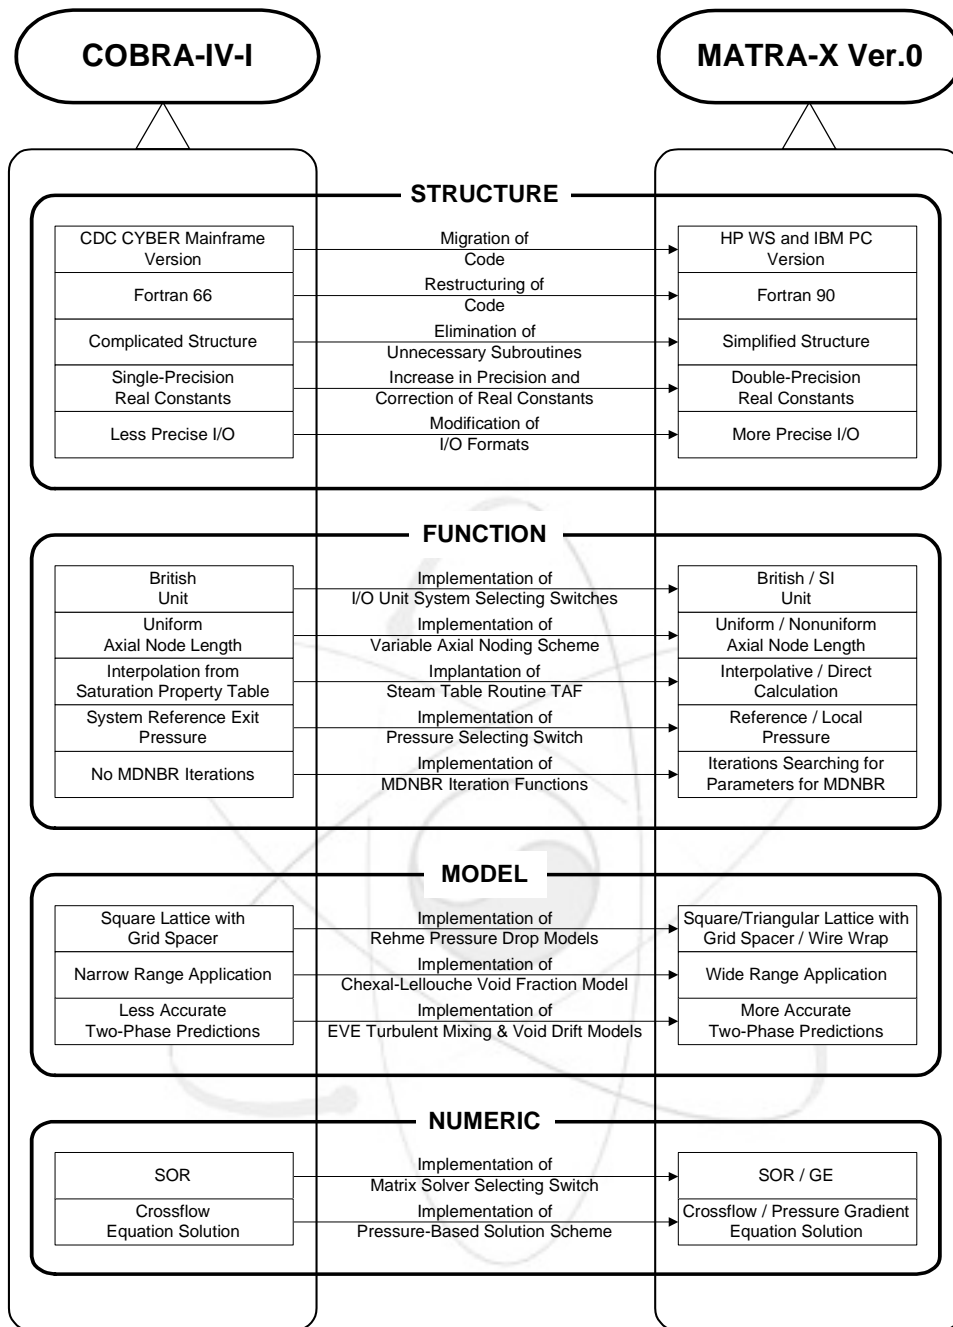 COBRA-IV-I
MATRA-X Ver.0
STRUCTURE
CDC CYBER Mainframe
Version
Migration of
Code
HP WS and IBM PC
Version
Fortran 66
Restructuring of
Code
Fortran 90
Complicated Structure
Elimination of
Unnecessary Subroutines
Simplified Structure
Single-Precision
Real Constants
Increase in Precision and
Correction of Real Constants
Double-Precision
Real Constants
Less Precise I/O
Modification of
I/O Formats
More Precise I/O
FUNCTION
British
Unit
Implementation of
I/O Unit System Selecting Switches
British / SI
Unit
Uniform
Axial Node Length
Implementation of
Variable Axial Noding Scheme
Uniform / Nonuniform
Axial Node Length
Interpolation from
Saturation Property Table
Implantation of
Steam Table Routine TAF
Interpolative / Direct
Calculation
System Reference Exit
Pressure
Implementation of
Pressure Selecting Switch
Reference / Local
Pressure
No MDNBR Iterations
Implementation of
MDNBR Iteration Functions
Iterations Searching for
Parameters for MDNBR
MODEL
Square Lattice with
Grid Spacer
Implementation of
Rehme Pressure Drop Models
Square/Triangular Lattice with
Grid Spacer / Wire Wrap
Narrow Range Application
Implementation of
Chexal-Lellouche Void Fraction Model
Wide Range Application
Less Accurate
Two-Phase Predictions
Implementation of
EVE Turbulent Mixing & Void Drift Models
More Accurate
Two-Phase Predictions
NUMERIC
SOR
Implementation of
Matrix Solver Selecting Switch
SOR / GE
Crossflow
Equation Solution
Implementation of
Pressure-Based Solution Scheme
Crossflow / Pressure Gradient
Equation Solution